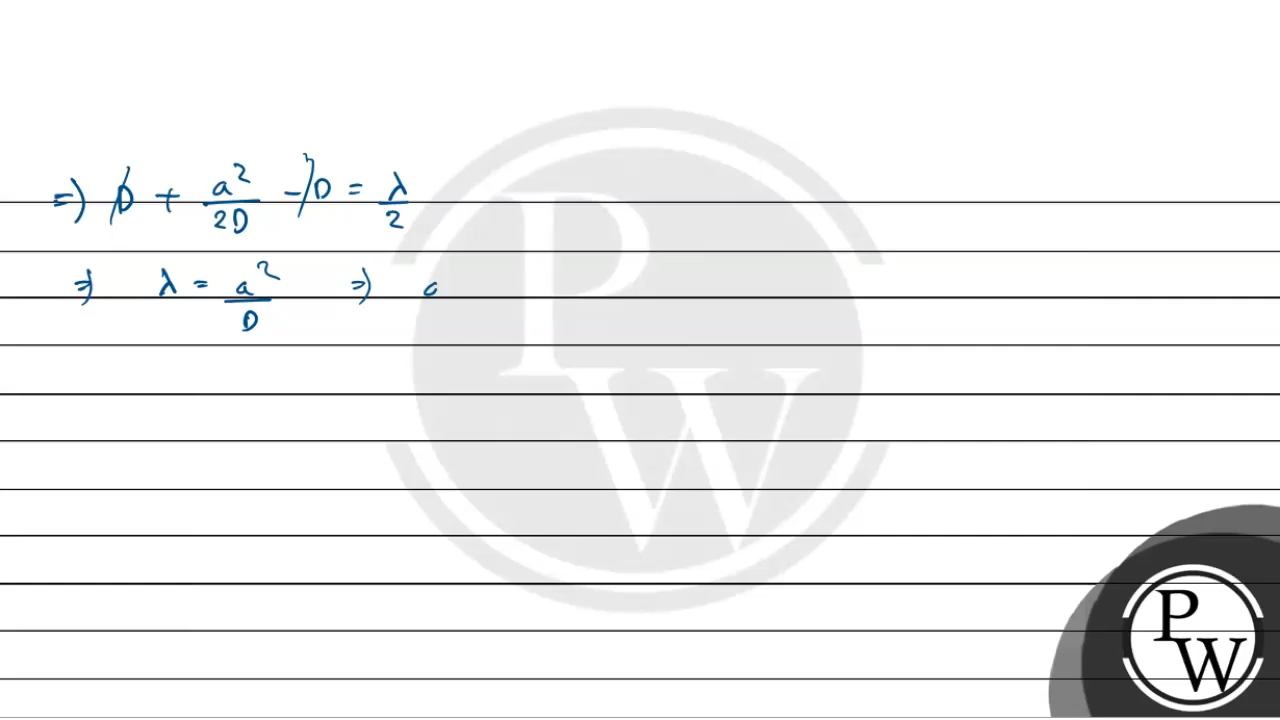 =) D + a²/2D - D = λ/2
=) λ = a²/D =) a
P
W
P
W